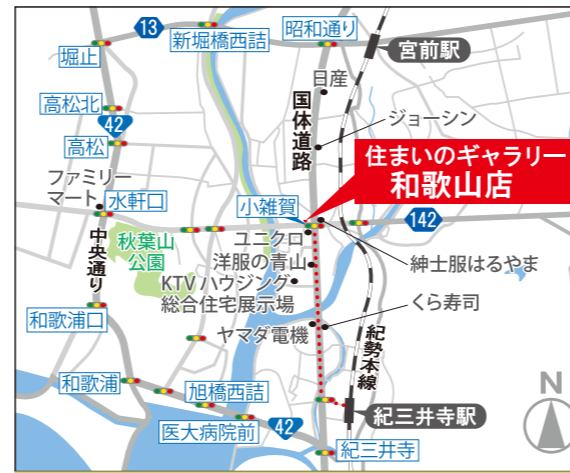 13
新堀橋西詰
昭和通り
宮前駅
堀止
日産
高松北
42
国体道路
ジョーシン
高松
住まいのギャラリー
和歌山店
ファミリー
マート
水軒口
小雑賀
142
中央通り
秋葉山
公園
ユニクロ
洋服の青山
紳士服はるやま
KTVハウジング
総合住宅展示場
くら寿司
和歌浦口
ヤマダ電機
紀勢本線
和歌浦
旭橋西詰
医大病院前
42
紀三井寺駅
紀三井寺
N